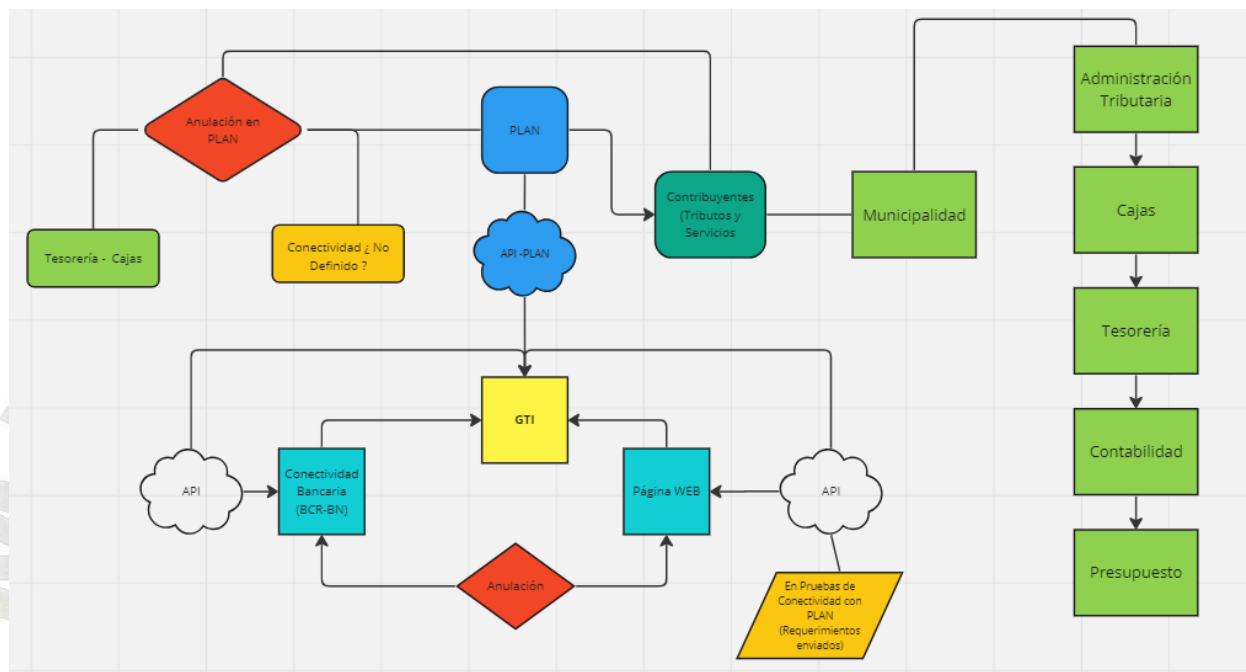 Anulación en
PLAN
PLAN
Administración
Tributaria
Contribuyentes
(Tributos y
Servicios
Municipalidad
Cajas
Tesorería - Cajas
Conectividad ¿ No
Definido ?
API -PLAN
Tesorería
GTI
Contabilidad
API
Conectividad
Bancaria
(BCR-BN)
Página WEB
API
Anulación
En Pruebas de
Conectividad con
PLAN
(Requerimientos
enviados)
Presupuesto